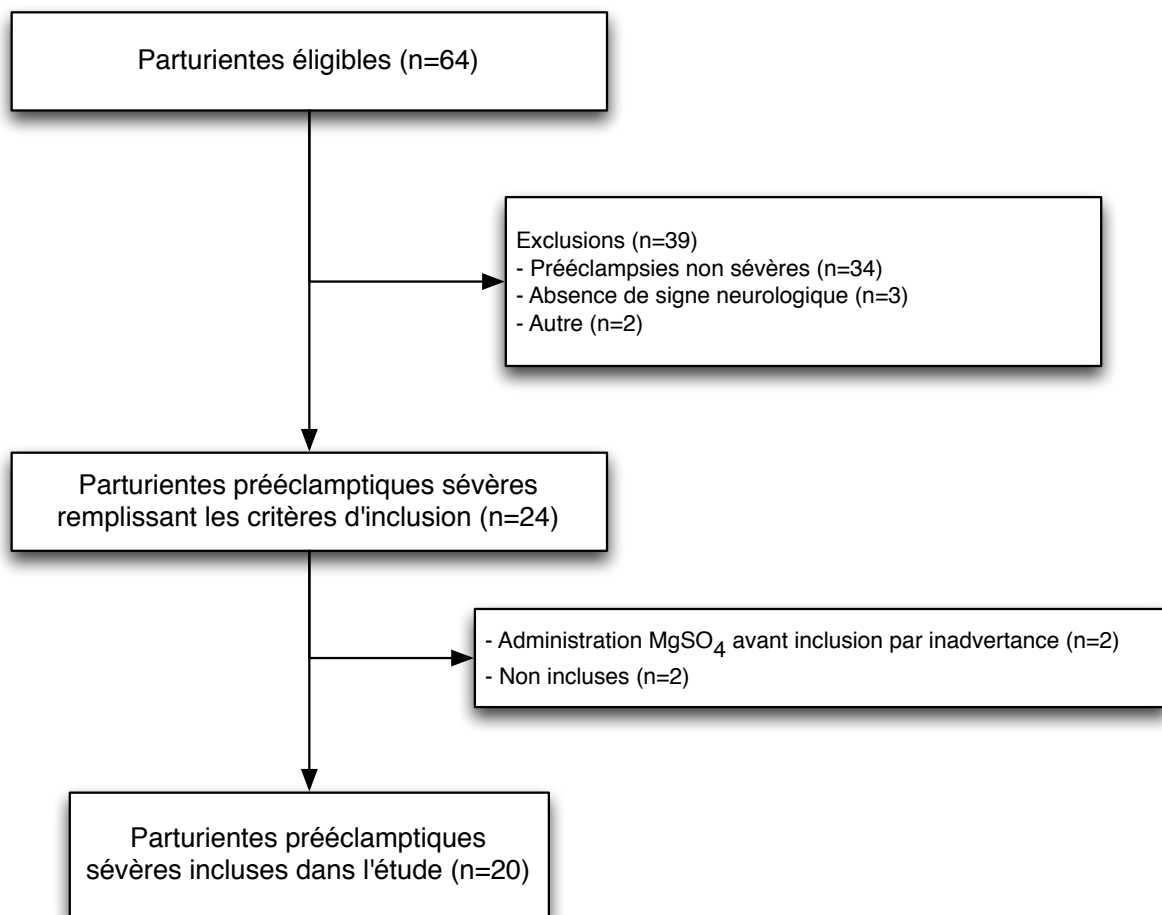 Parturientes éligibles (n=64)
Exclusions (n=39)
- Prééclampsies non sévères (n=34)
- Absence de signe neurologique (n=3)
- Autre (n=2)
Parturientes prééclamptiques sévères
remplissant les critères d'inclusion (n=24)
- Administration MgSO4 avant inclusion par inadvertance (n=2)
- Non incluses (n=2)
Parturientes prééclamptiques
sévères incluses dans l'étude (n=20)